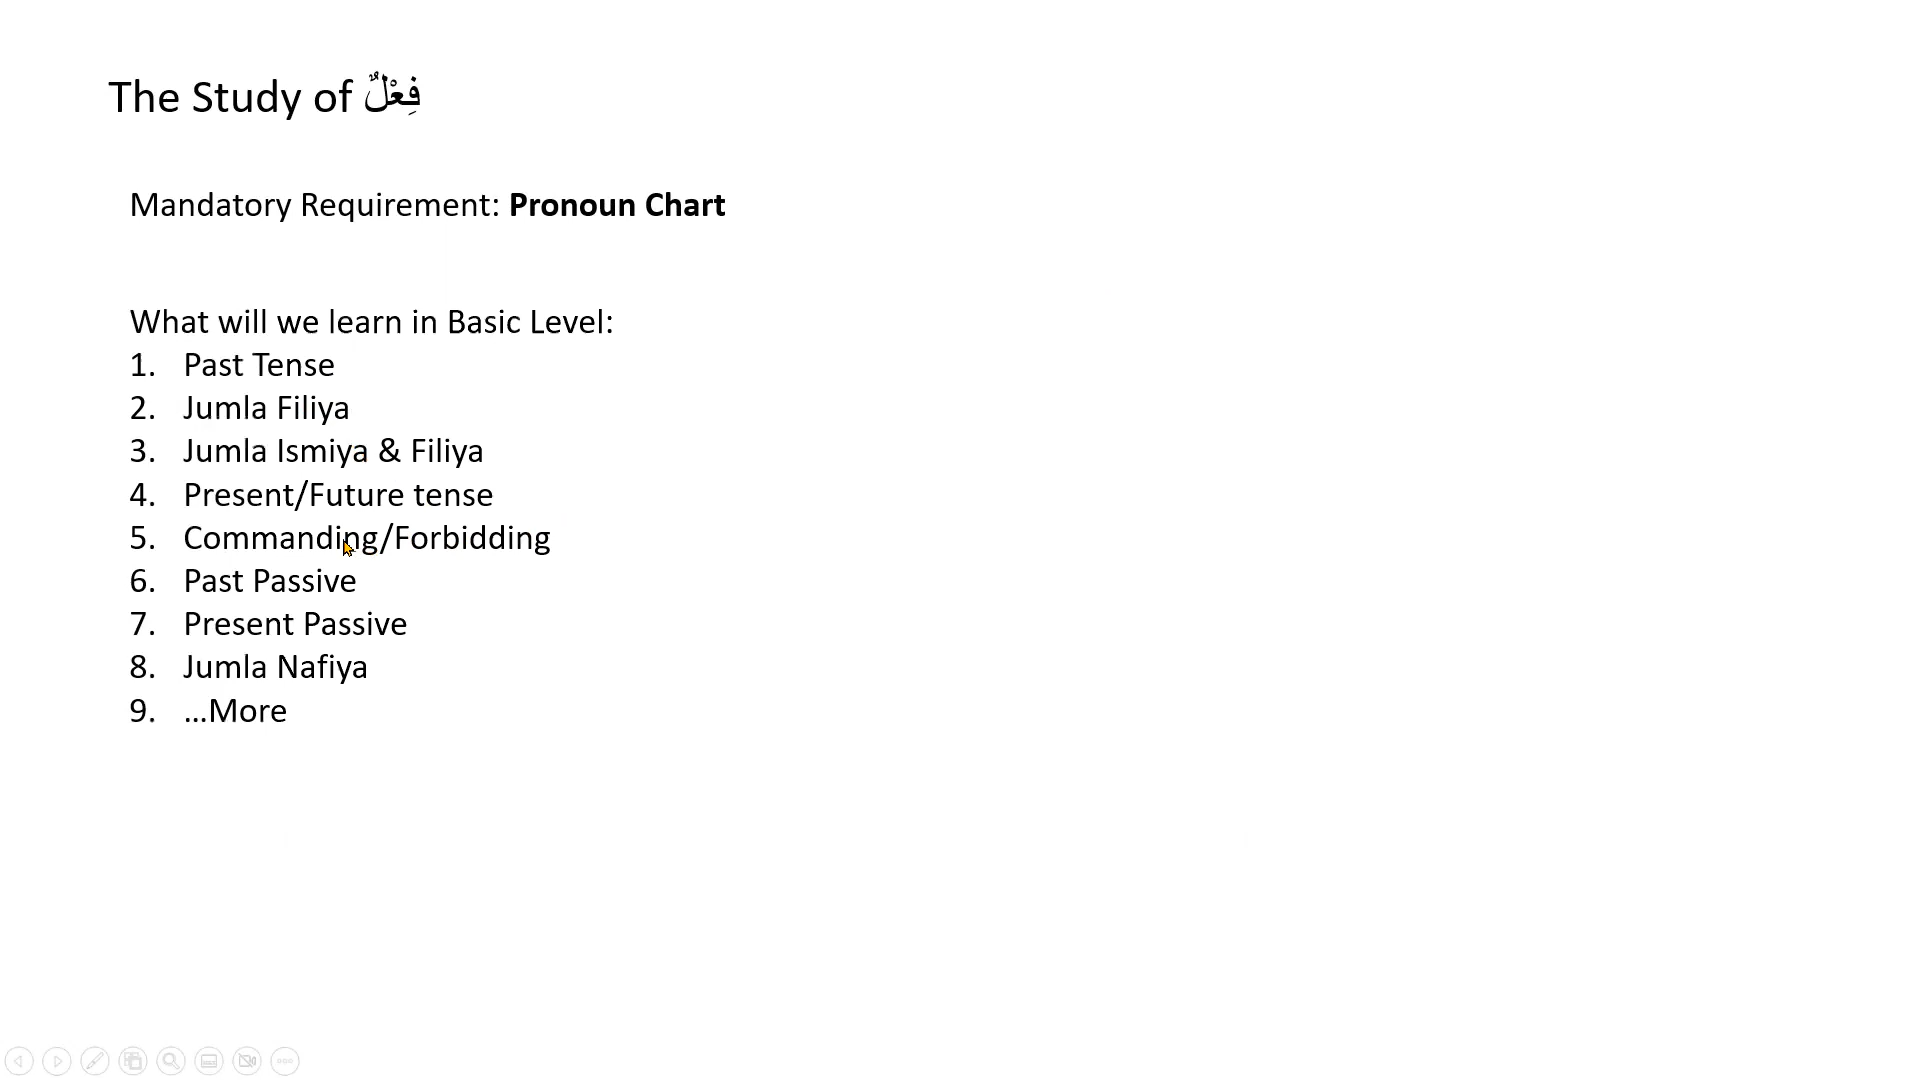 The Study of فِعْلٌ
Mandatory Requirement: Pronoun Chart
What will we learn in Basic Level:
1. Past Tense
2. Jumla Filiya
3. Jumla Ismiya & Filiya
4. Present/Future tense
5. Commanding/Forbidding
6. Past Passive
7. Present Passive
8. Jumla Nafiya
9. ...More